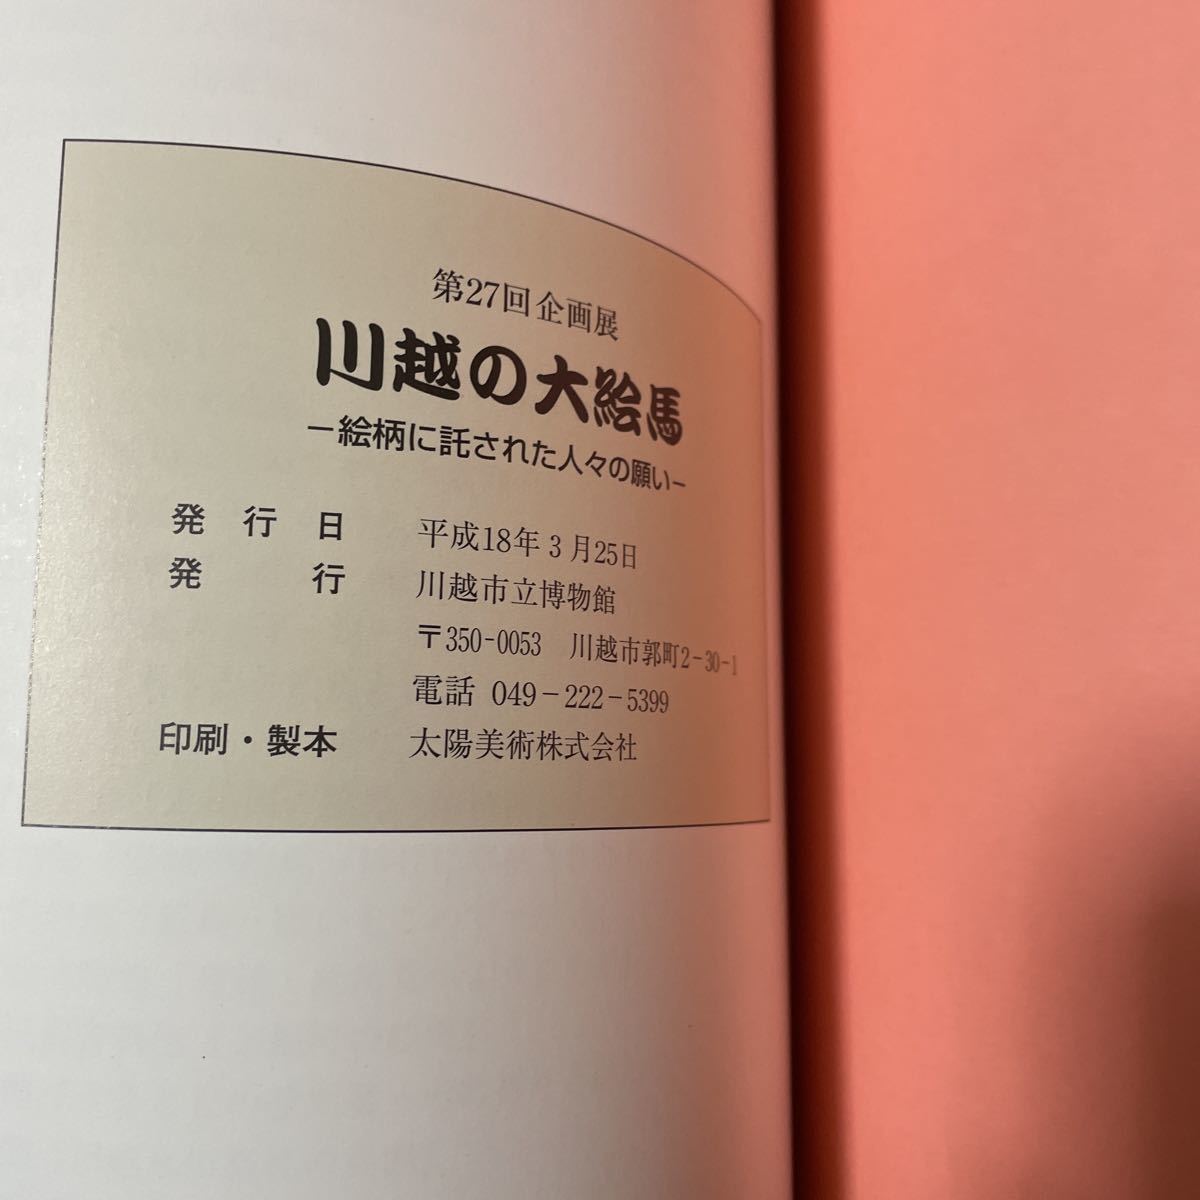 第27回企画展
川越の大絵馬
－絵柄に託された人々の願い－
発行日 平成18年3月25日
発行 川越市立博物館
〒350-0053 川越市郭町2-30-1
電話 049-222-5399
印刷・製本 太陽美術株式会社